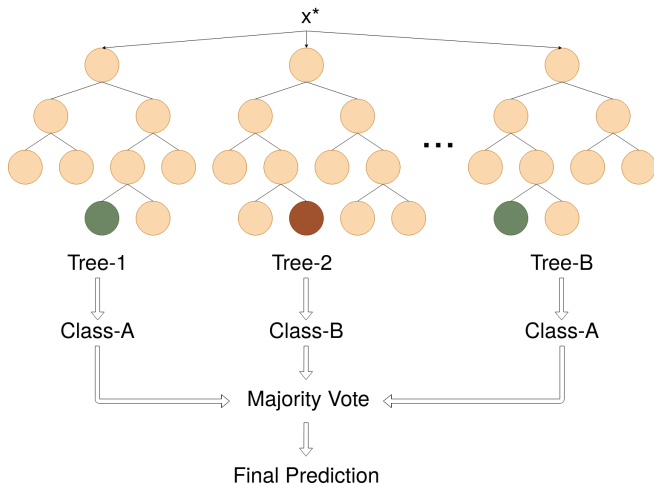 x*
...
Tree-1
Tree-2
Tree-B
Class-A
Class-B
Class-A
Majority Vote
Final Prediction